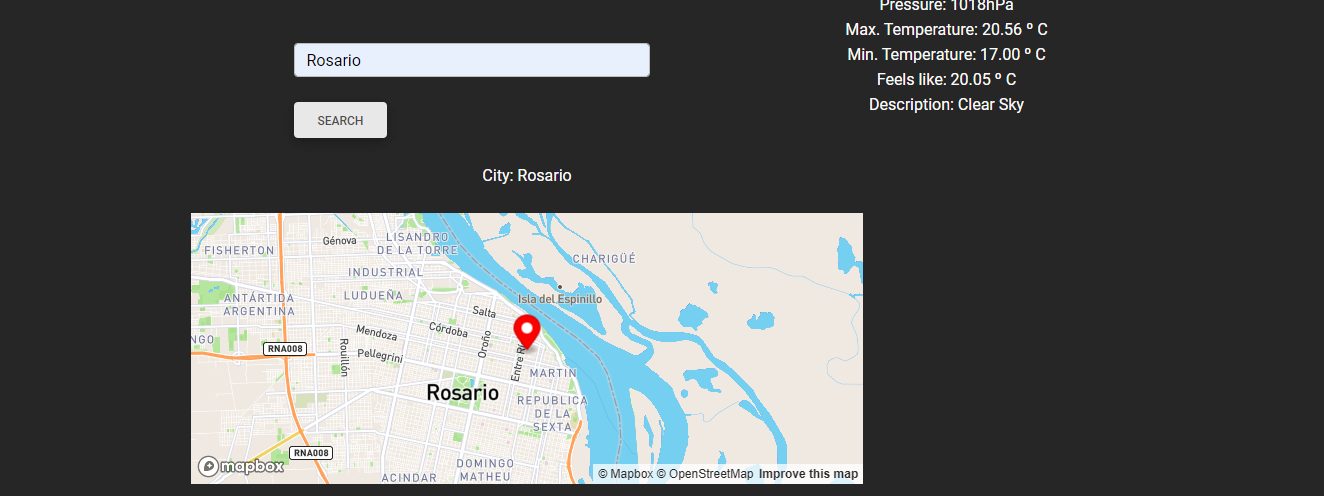 Pressure: 1018hPa
Max. Temperature: 20.56 º C
Min. Temperature: 17.00 º C
Feels like: 20.05 º C
Description: Clear Sky
Rosario
SEARCH
City: Rosario
Génova
LISANDRO
DE LA TORRE
FISHERTON
CHARIGÜÉ
INDUSTRIAL
LUDUEÑA
ANTÁRTIDA
ARGENTINA
Isla del Espinillo
Salta
Córdoba
Mendoza
Oroño
Rouillón
NGO
RNA008
Pellegrini
Entre Rí
MARTIN
Rosario
REPUBLICA
DE LA
SEXTA
RNA008
DOMINGO
MATHEU
ACINDAR
mapbox
© Mapbox © OpenStreetMap Improve this map